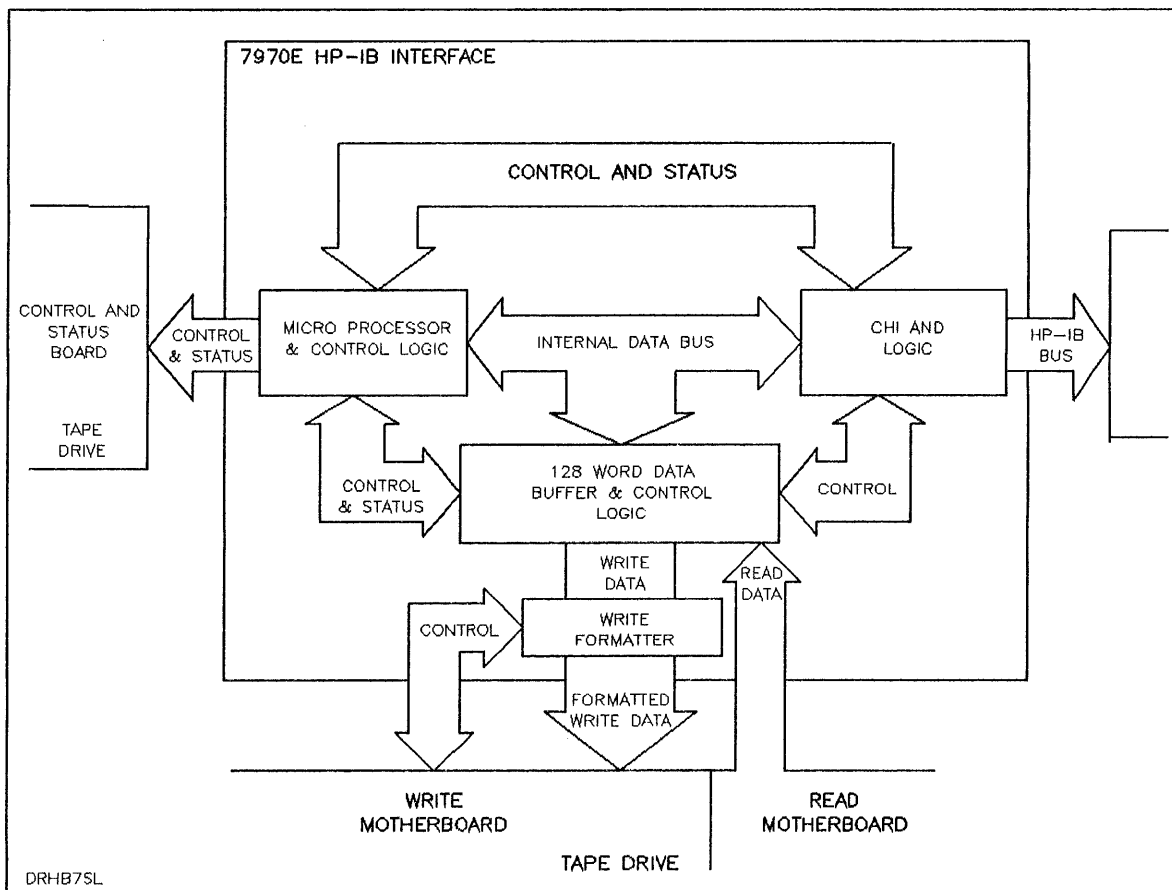 7970E HP-IB INTERFACE
CONTROL AND STATUS
CONTROL AND
STATUS
BOARD
TAPE
DRIVE
CONTROL
& STATUS
MICRO PROCESSOR
& CONTROL LOGIC
INTERNAL DATA BUS
CHI AND
LOGIC
HP-IB
BUS
CONTROL
& STATUS
128 WORD DATA
BUFFER & CONTROL
LOGIC
CONTROL
WRITE
DATA
READ
DATA
CONTROL
WRITE
FORMATTER
FORMATTED
WRITE DATA
WRITE
MOTHERBOARD
READ
MOTHERBOARD
TAPE DRIVE
DRHB7SL